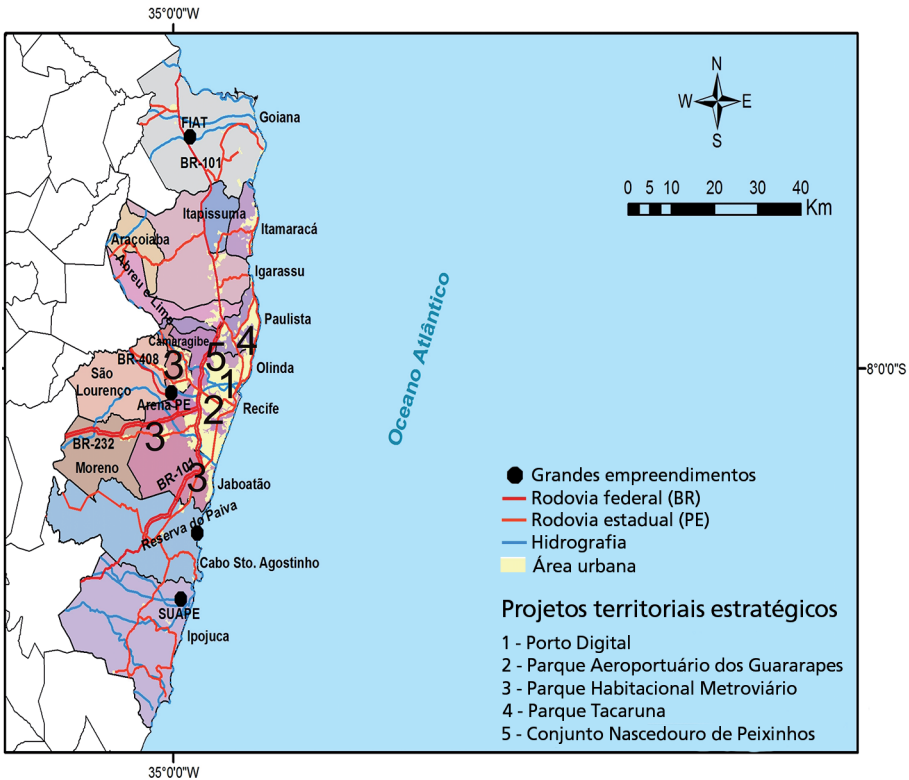 35°0'0"W
N
W E
S
0 5 10 20 30 40
Km
Goiana
FIAT
BR-101
Itapissuma
Itamaracá
Araçoiaba
Igarassu
Abreu e Lima
Paulista
4
Camaragibe
5
BR-408
3
Olinda
8°0'0"S
São
Lourenço
1
Arena PE
2
Recife
3
BR-232
Moreno
BR-101
3
Jaboatão
Reserva do Paiva
Cabo Sto. Agostinho
SUAPE
Ipojuca
Oceano Atlântico
Grandes empreendimentos
Rodovia federal (BR)
Rodovia estadual (PE)
Hidrografia
Área urbana
Projetos territoriais estratégicos
1 - Porto Digital
2 - Parque Aeroportuário dos Guararapes
3 - Parque Habitacional Metroviário
4 - Parque Tacaruna
5 - Conjunto Nascedouro de Peixinhos
35°0'0"W